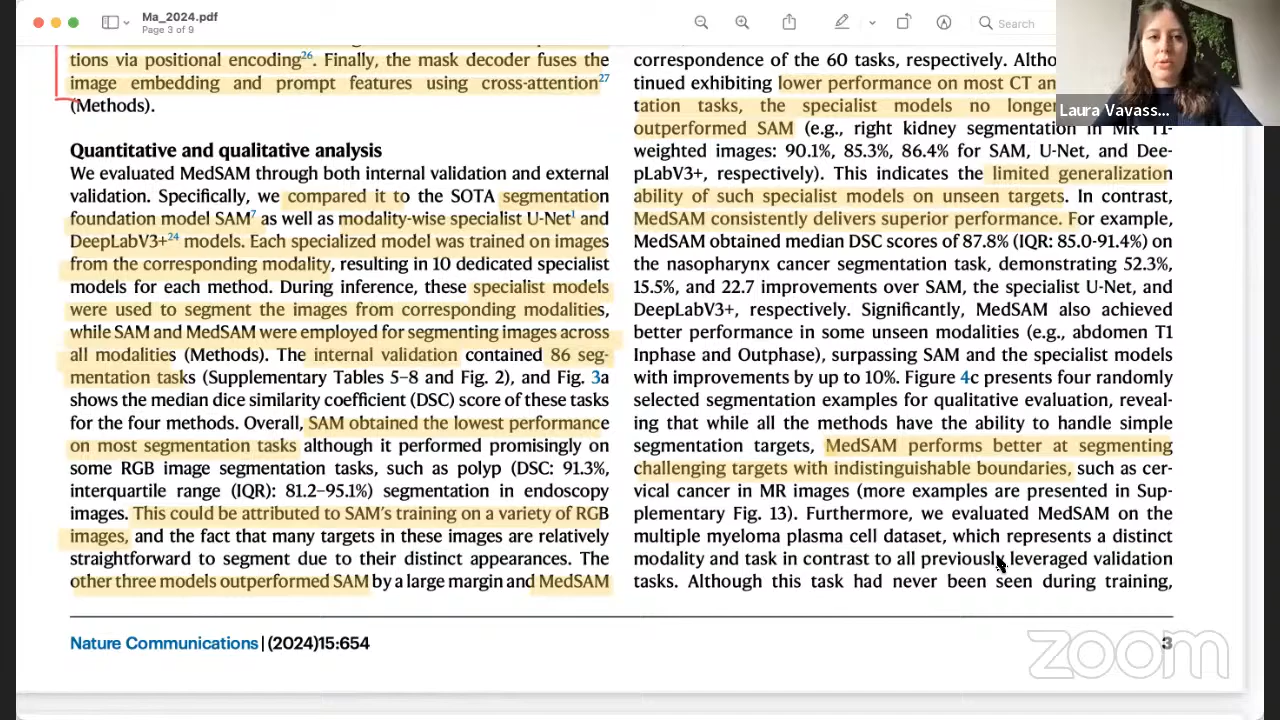 Ma_2024.pdf
Page 3 of 9
Search
Laura Vavass...
tions via positional encoding26. Finally, the mask decoder fuses the
image embedding and prompt features using cross-attention27
(Methods).
Quantitative and qualitative analysis
We evaluated MedSAM through both internal validation and external
validation. Specifically, we compared it to the SOTA segmentation
foundation model SAM7 as well as modality-wise specialist U-Net1 and
DeepLabV3+24 models. Each specialized model was trained on images
from the corresponding modality, resulting in 10 dedicated specialist
models for each method. During inference, these specialist models
were used to segment the images from corresponding modalities,
while SAM and MedSAM were employed for segmenting images across
all modalities (Methods). The internal validation contained 86 seg-
mentation tasks (Supplementary Tables 5–8 and Fig. 2), and Fig. 3a
shows the median dice similarity coefficient (DSC) score of these tasks
for the four methods. Overall, SAM obtained the lowest performance
on most segmentation tasks although it performed promisingly on
some RGB image segmentation tasks, such as polyp (DSC: 91.3%,
interquartile range (IQR): 81.2–95.1%) segmentation in endoscopy
images. This could be attributed to SAM's training on a variety of RGB
images, and the fact that many targets in these images are relatively
straightforward to segment due to their distinct appearances. The
other three models outperformed SAM by a large margin and MedSAM
correspondence of the 60 tasks, respectively. Altho
tinued exhibiting lower performance on most CT an
tation tasks, the specialist models no longer
outperformed SAM (e.g., right kidney segmentation in MR T1-
weighted images: 90.1%, 85.3%, 86.4% for SAM, U-Net, and Dee-
pLabV3+, respectively). This indicates the limited generalization
ability of such specialist models on unseen targets. In contrast,
MedSAM consistently delivers superior performance. For example,
MedSAM obtained median DSC scores of 87.8% (IQR: 85.0-91.4%) on
the nasopharynx cancer segmentation task, demonstrating 52.3%,
15.5%, and 22.7 improvements over SAM, the specialist U-Net, and
DeepLabV3+, respectively. Significantly, MedSAM also achieved
better performance in some unseen modalities (e.g., abdomen T1
Inphase and Outphase), surpassing SAM and the specialist models
with improvements by up to 10%. Figure 4c presents four randomly
selected segmentation examples for qualitative evaluation, reveal-
ing that while all the methods have the ability to handle simple
segmentation targets, MedSAM performs better at segmenting
challenging targets with indistinguishable boundaries, such as cer-
vical cancer in MR images (more examples are presented in Sup-
plementary Fig. 13). Furthermore, we evaluated MedSAM on the
multiple myeloma plasma cell dataset, which represents a distinct
modality and task in contrast to all previously leveraged validation
tasks. Although this task had never been seen during training,
Nature Communications | (2024)15:654
3
zoom